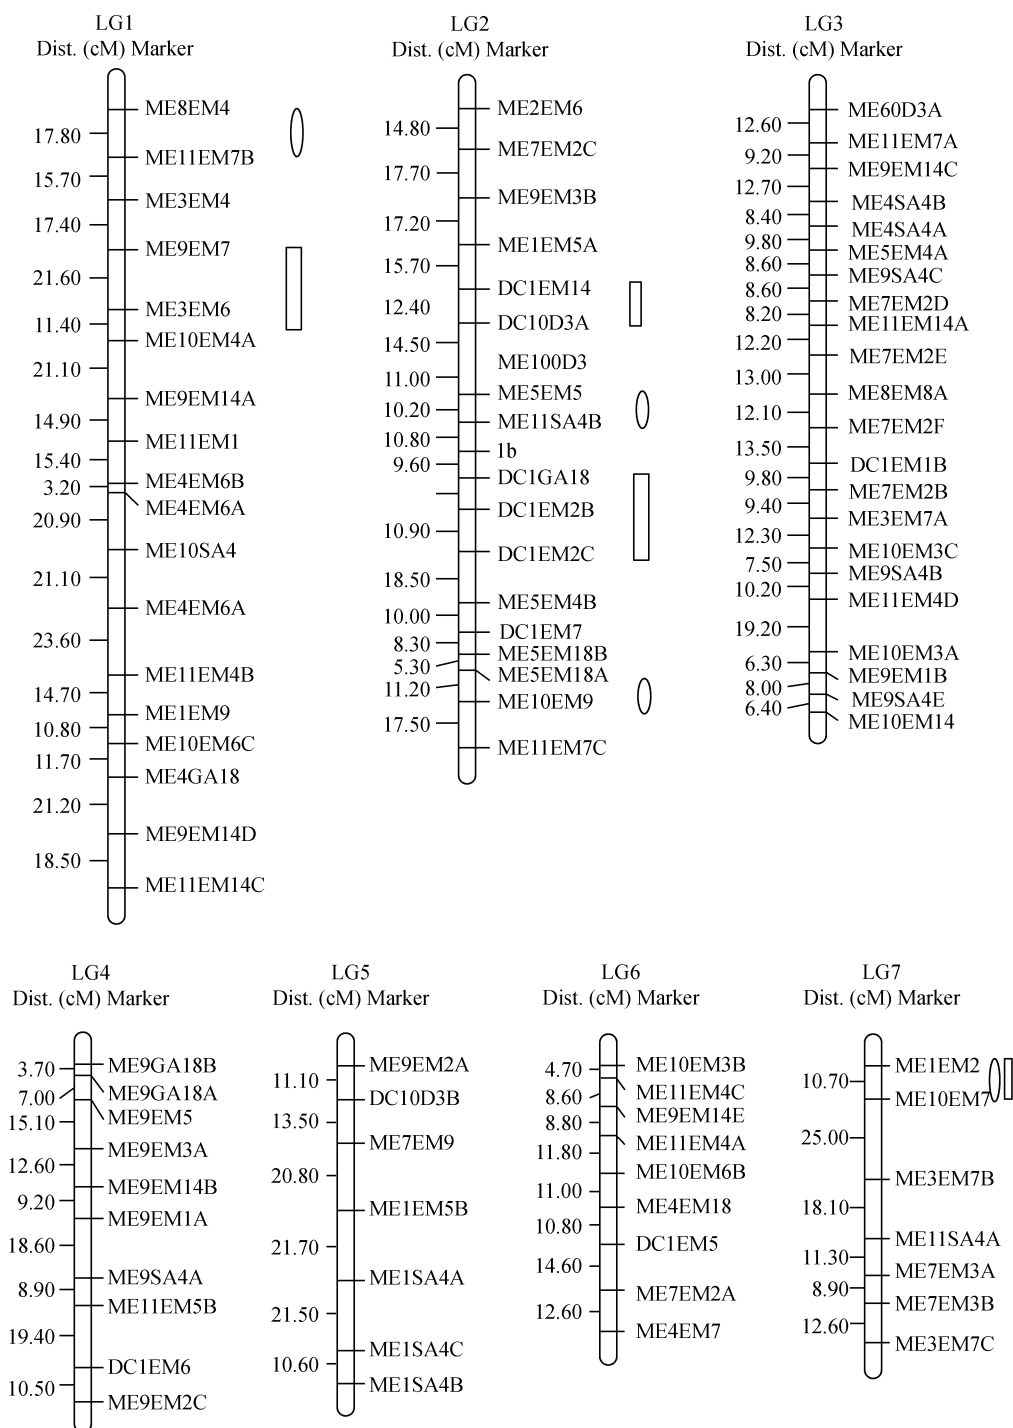 LG1
Dist. (cM) Marker
ME8EM4
17.80
ME11EM7B
15.70
ME3EM4
17.40
ME9EM7
21.60
ME3EM6
11.40
ME10EM4A
21.10
ME9EM14A
14.90
ME11EM1
15.40
ME4EM6B
3.20
ME4EM6A
20.90
ME10SA4
21.10
ME4EM6A
23.60
ME11EM4B
14.70
ME1EM9
10.80
ME10EM6C
11.70
ME4GA18
21.20
ME9EM14D
18.50
ME11EM14C
LG2
Dist. (cM) Marker
ME2EM6
14.80
ME7EM2C
17.70
ME9EM3B
17.20
ME1EM5A
15.70
DC1EM14
12.40
DC10D3A
14.50
ME100D3
11.00
ME5EM5
10.20
ME11SA4B
10.80
1b
9.60
DC1GA18
DC1EM2B
10.90
DC1EM2C
18.50
ME5EM4B
10.00
DC1EM7
8.30
ME5EM18B
5.30
ME5EM18A
11.20
ME10EM9
17.50
ME11EM7C
LG3
Dist. (cM) Marker
ME60D3A
12.60
ME11EM7A
9.20
ME9EM14C
12.70
ME4SA4B
8.40
ME4SA4A
9.80
ME5EM4A
8.60
ME9SA4C
8.60
ME7EM2D
8.20
ME11EM14A
12.20
ME7EM2E
13.00
ME8EM8A
12.10
ME7EM2F
13.50
DC1EM1B
9.80
ME7EM2B
9.40
ME3EM7A
12.30
ME10EM3C
7.50
ME9SA4B
10.20
ME11EM4D
19.20
ME10EM3A
6.30
ME9EM1B
8.00
ME9SA4E
6.40
ME10EM14
LG4
Dist. (cM) Marker
ME9GA18B
3.70
ME9GA18A
7.00
ME9EM5
15.10
ME9EM3A
12.60
ME9EM14B
9.20
ME9EM1A
18.60
ME9SA4A
8.90
ME11EM5B
19.40
DC1EM6
10.50
ME9EM2C
LG5
Dist. (cM) Marker
ME9EM2A
11.10
DC10D3B
13.50
ME7EM9
20.80
ME1EM5B
21.70
ME1SA4A
21.50
ME1SA4C
10.60
ME1SA4B
LG6
Dist. (cM) Marker
ME10EM3B
4.70
ME11EM4C
8.60
ME9EM14E
8.80
ME11EM4A
11.80
ME10EM6B
11.00
ME4EM18
10.80
DC1EM5
14.60
ME7EM2A
12.60
ME4EM7
LG7
Dist. (cM) Marker
ME1EM2
10.70
ME10EM7
25.00
ME3EM7B
18.10
ME11SA4A
11.30
ME7EM3A
8.90
ME7EM3B
12.60
ME3EM7C